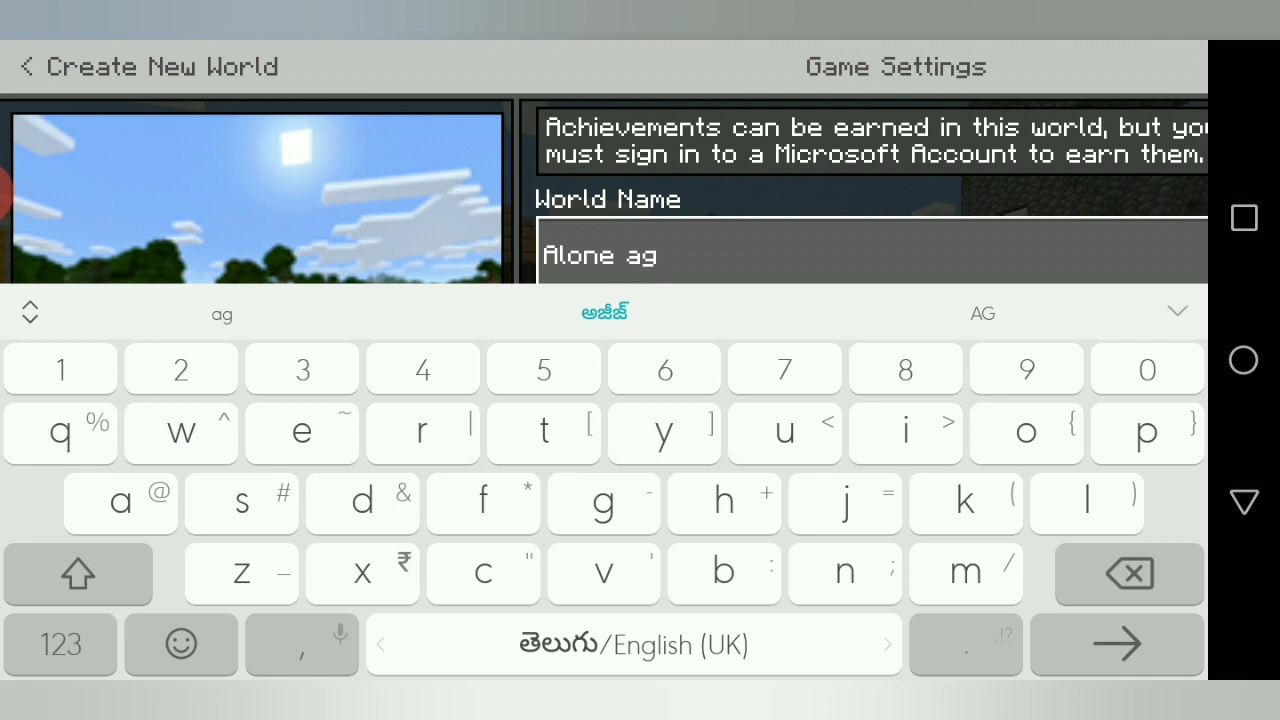 < Create New World
Game Settings
Achievements can be earned in this world, but you
must sign in to a Microsoft Account to earn them.
World Name
Alone ag
ag అజీజ్ AG
1 2 3 4 5 6 7 8 9 0
q % w ^ e ~ r | t [ y ] u < i > o { p }
a @ s # d & f * g - h + j = k ( l )
z _ x ₹ c " v ' b : n ; m /
123 , తెలుగు/English (UK) . ,!?